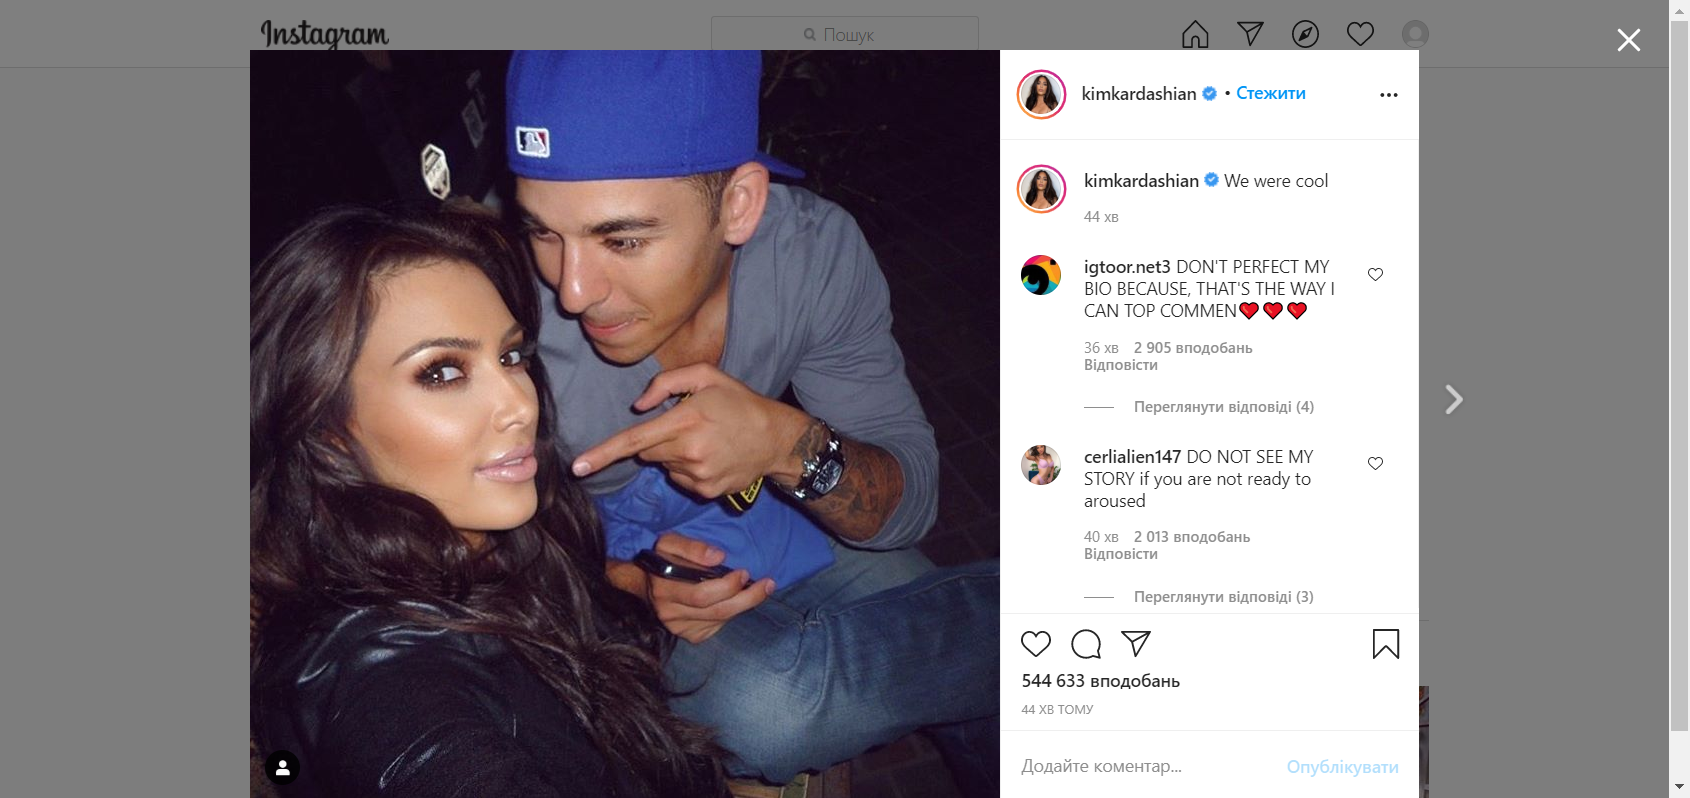 Instagram
Пошук
kimkardashian • Стежити
kimkardashian We were cool
44 хв
igtoor.net3 DON'T PERFECT MY
BIO BECAUSE, THAT'S THE WAY I
CAN TOP COMMEN❤️❤️❤️
36 хв 2 905 вподобань
Відповісти
Переглянути відповіді (4)
cerlialien147 DO NOT SEE MY
STORY if you are not ready to
aroused
40 хв 2 013 вподобань
Відповісти
Переглянути відповіді (3)
544 633 вподобань
44 ХВ ТОМУ
Додайте коментар...
Опублікувати